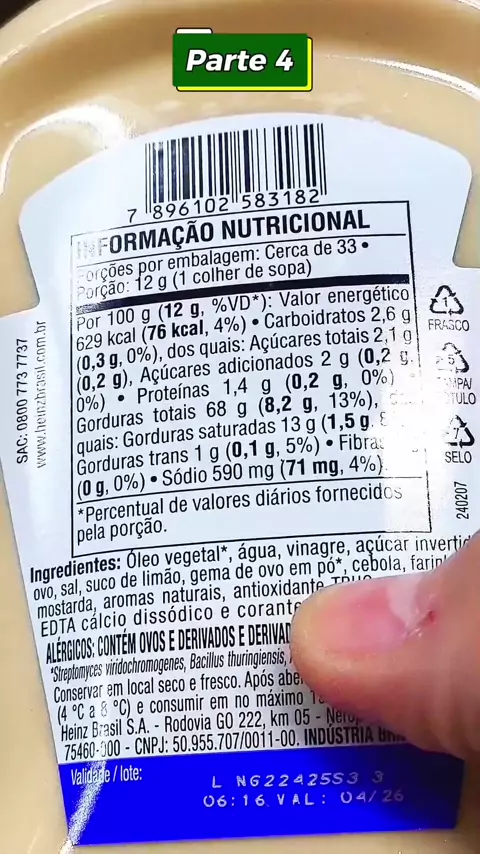 Parte 4
7 896102 583182
INFORMAÇÃO NUTRICIONAL
Porções por embalagem: Cerca de 33 •
Porção: 12 g (1 colher de sopa)
Por 100 g (12 g, %VD*): Valor energético
629 kcal (76 kcal, 4%) • Carboidratos 2,6 g
(0,3 g, 0%), dos quais: Açúcares totais 2,1 g
(0,2 g), Açúcares adicionados 2 g (0,2 g,
0%) • Proteínas 1,4 g (0,2 g, 0%)
Gorduras totais 68 g (8,2 g, 13%),
quais: Gorduras saturadas 13 g (1,5 g,
Gorduras trans 1 g (0,1 g, 5%) • Fibras
(0 g, 0%) • Sódio 590 mg (71 mg, 4%).
*Percentual de valores diários fornecidos
pela porção.
SAC: 0800 773 7737
www.heinzbrasil.com.br
1
FRASCO
5
SELO
240207
Ingredientes: Óleo vegetal*, água, vinagre, açúcar
ovo, sal, suco de limão, gema de ovo em pó*, cebola,
mostarda, aromas naturais, antioxidante
EDTA cálcio dissódico e corante
ALÉRGICOS: CONTÉM OVOS E DERIVADOS E
*Streptomyces viridochromogenes, Bacillus thuringiensis,
Conservar em local seco e fresco. Após
(4 °C a 8 °C) e consumir em no máximo
Heinz Brasil S.A. - Rodovia GO 222, km 05 -
75460-000 - CNPJ: 50.955.707/0011-00. INDÚSTRIA
Validade / lote:
L N62242553 3
06:16 VAL: 04/26